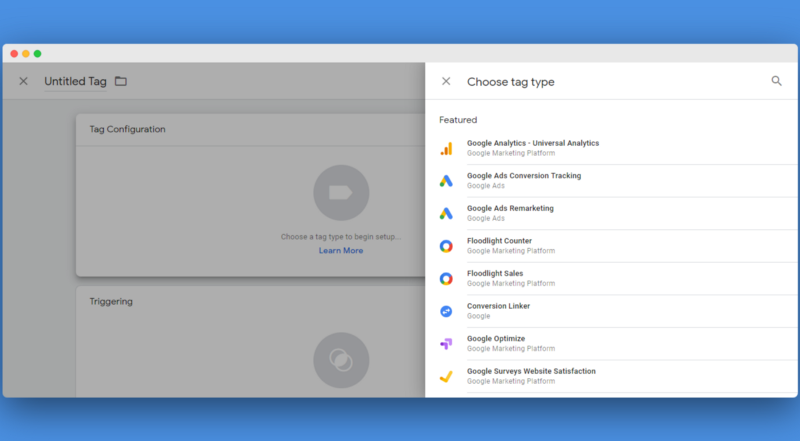 Untitled Tag
Tag Configuration
Choose a tag type to begin setup...
Learn More
Triggering
Choose tag type
Featured
Google Analytics - Universal Analytics
Google Marketing Platform
Google Ads Conversion Tracking
Google Ads
Google Ads Remarketing
Google Ads
Floodlight Counter
Google Marketing Platform
Floodlight Sales
Google Marketing Platform
Conversion Linker
Google
Google Optimize
Google Marketing Platform
Google Surveys Website Satisfaction
Google Marketing Platform